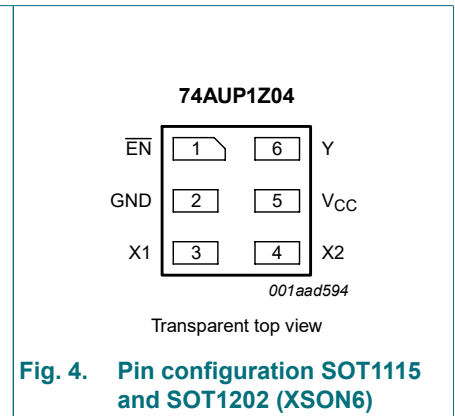 74AUP1Z04
EN 1 6 Y
GND 2 5 VCC
X1 3 4 X2
001aad594
Transparent top view
Fig. 4. Pin configuration SOT1115
and SOT1202 (XSON6)